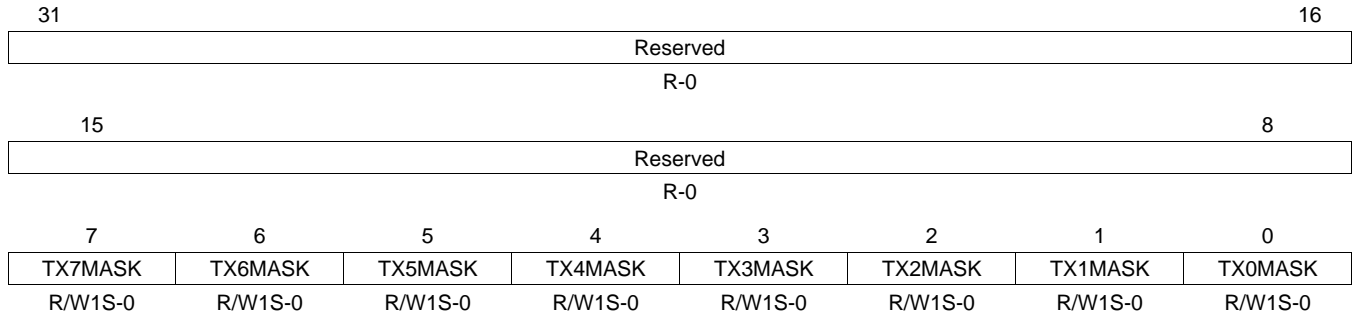 31 16
Reserved
R-0
15 8
Reserved
R-0
7 6 5 4 3 2 1 0
TX7MASK TX6MASK TX5MASK TX4MASK TX3MASK TX2MASK TX1MASK TX0MASK
R/W1S-0 R/W1S-0 R/W1S-0 R/W1S-0 R/W1S-0 R/W1S-0 R/W1S-0 R/W1S-0